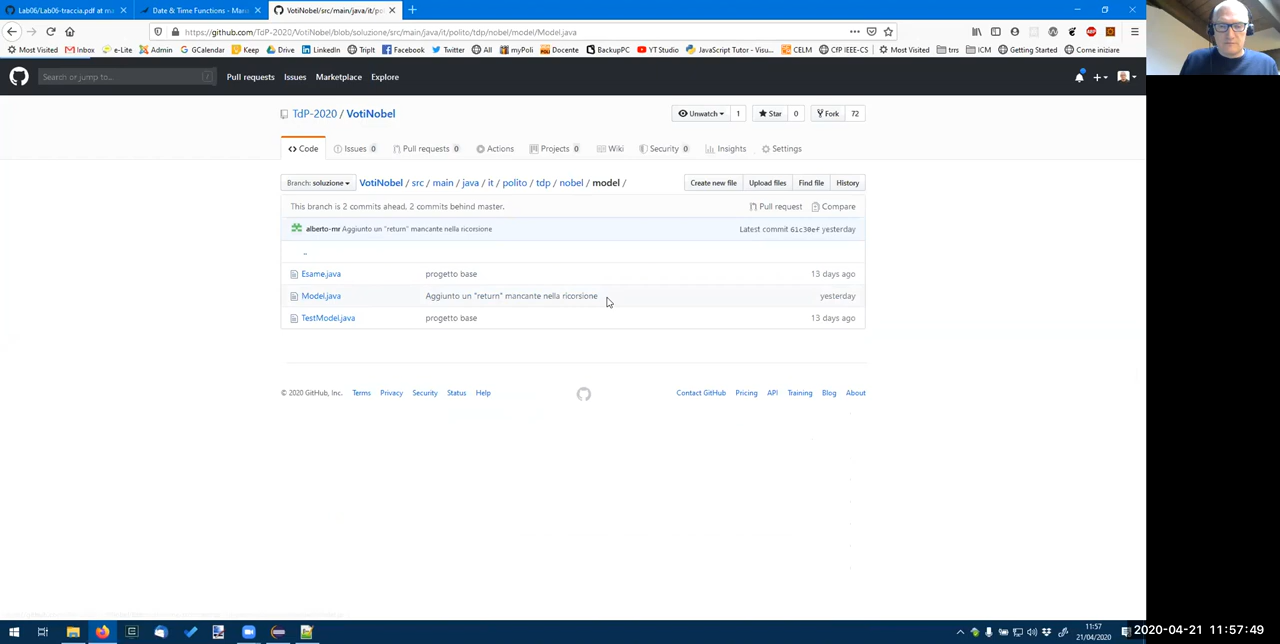 Lab06/Lab06-traccia.pdf at ma
Date & Time Functions - Mari
VotiNobel/src/main/java/it/po
https://github.com/TdP-2020/VotiNobel/blob/soluzione/src/main/java/it/polito/tdp/nobel/model/Model.java
Most Visited Inbox e-Lite Admin GCalendar Keep Drive LinkedIn TripIt Facebook Twitter All myPoli Docente BackupPC YT Studio JavaScript Tutor - Visu... CELM CfP IEEE-CS Most Visited trrs ICM Getting Started Corne iniziare
Search or jump to... / Pull requests Issues Marketplace Explore
TdP-2020 / VotiNobel Unwatch 1 Star 0 Fork 72
Code Issues 0 Pull requests 0 Actions Projects 0 Wiki Security 0 Insights Settings
Branch: soluzione VotiNobel / src / main / java / it / polito / tdp / nobel / model / Create new file Upload files Find file History
This branch is 2 commits ahead, 2 commits behind master. Pull request Compare
alberto-mr Aggiunto un "return" mancante nella ricorsione Latest commit 61c30ef yesterday
..
Esame.java progetto base 13 days ago
Model.java Aggiunto un "return" mancante nella ricorsione yesterday
TestModel.java progetto base 13 days ago
© 2020 GitHub, Inc. Terms Privacy Security Status Help Contact GitHub Pricing API Training Blog About
11:57
21/04/2020
2020-04-21 11:57:49